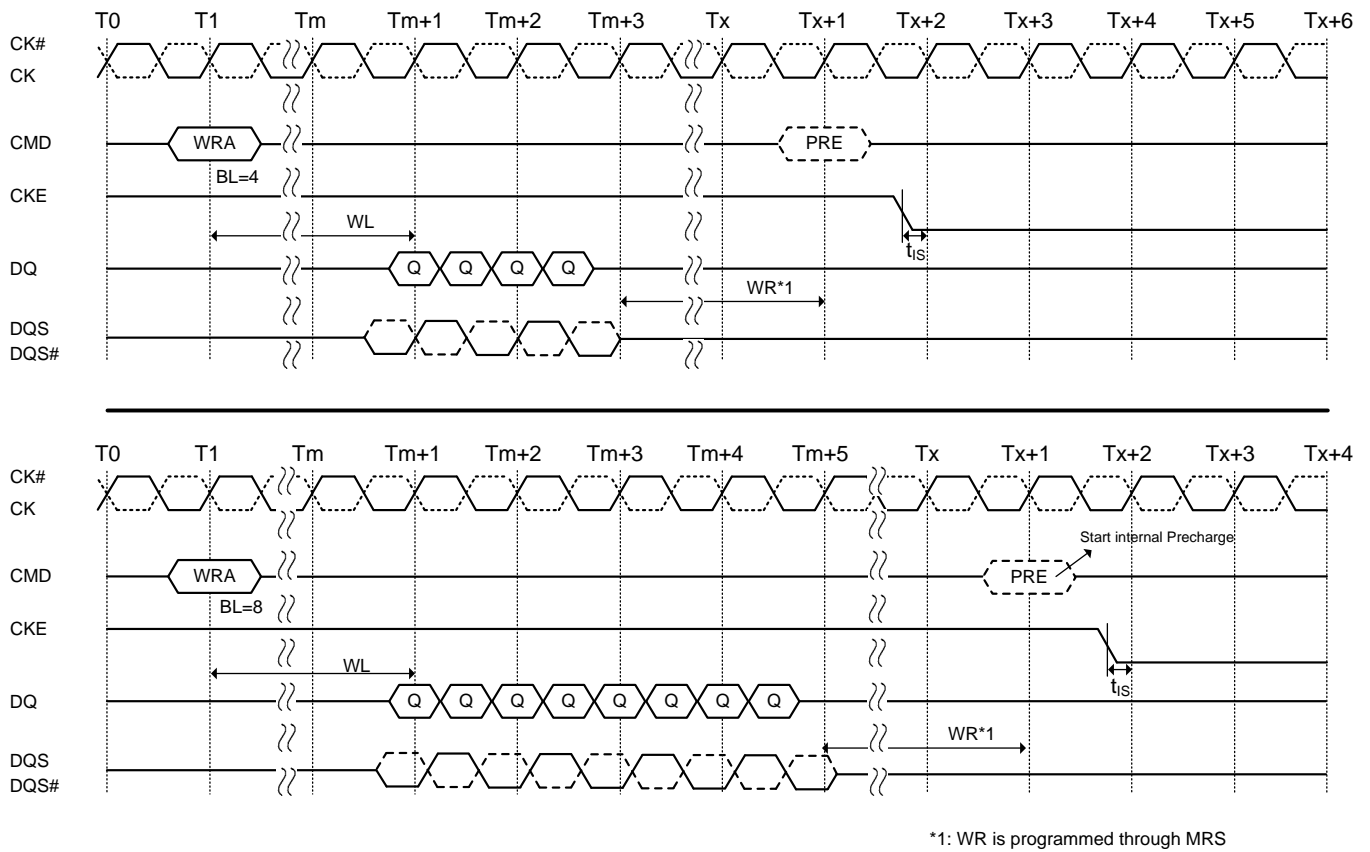 T0 T1 Tm Tm+1 Tm+2 Tm+3 Tx Tx+1 Tx+2 Tx+3 Tx+4 Tx+5 Tx+6
CK#
CK
CMD WRA PRE
BL=4
CKE
WL
tIS
DQ Q Q Q Q
WR*1
DQS
DQS#
T0 T1 Tm Tm+1 Tm+2 Tm+3 Tm+4 Tm+5 Tx Tx+1 Tx+2 Tx+3 Tx+4
CK#
CK
Start internal Precharge
CMD WRA PRE
BL=8
CKE
WL
tIS
DQ Q Q Q Q Q Q Q Q
WR*1
DQS
DQS#
*1: WR is programmed through MRS